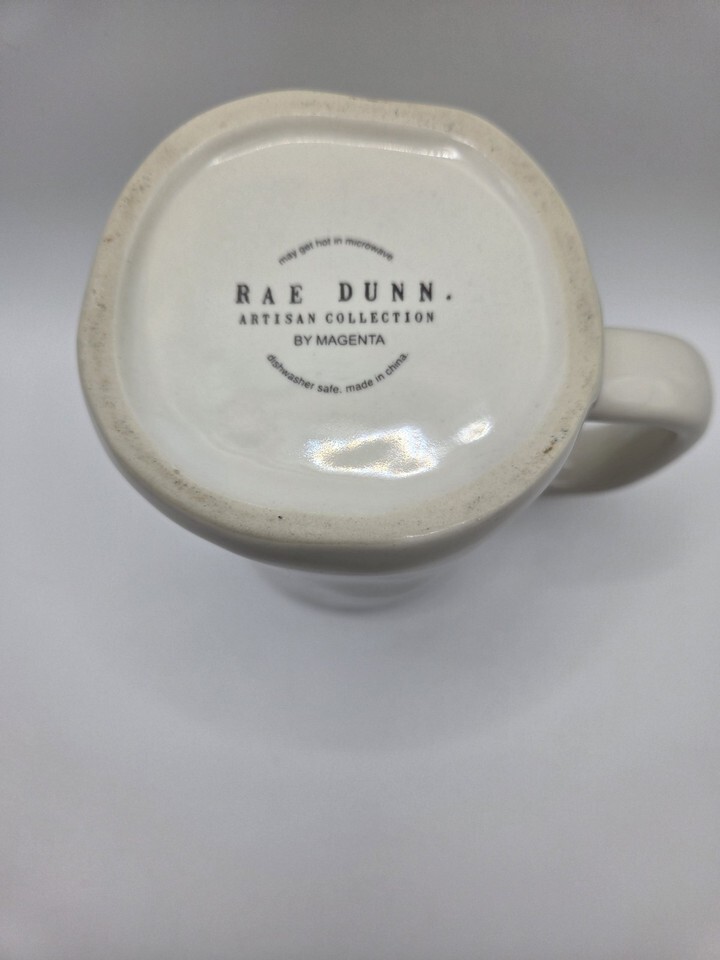 may get hot in microwave.
RAE DUNN.
ARTISAN COLLECTION
BY MAGENTA
dishwasher safe. made in china.